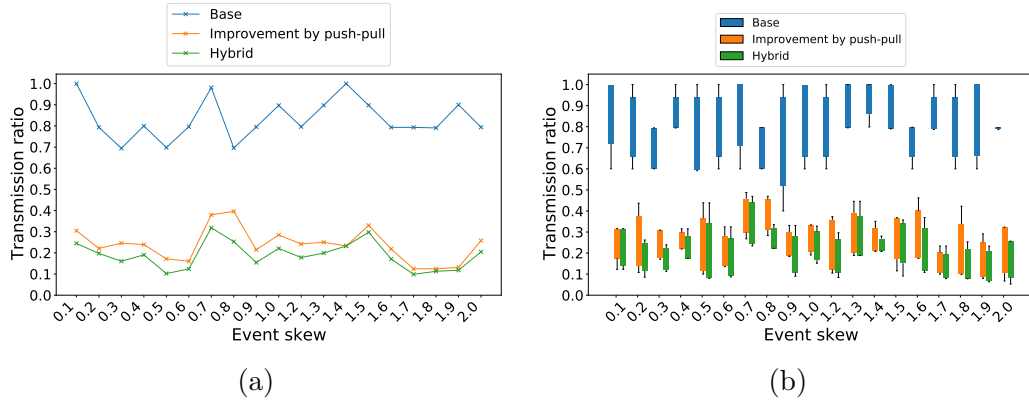 Base
Improvement by push-pull
Hybrid
Transmission ratio
1.0
0.9
0.8
0.7
0.6
0.5
0.4
0.3
0.2
0.1
0.0
0.1 0.2 0.3 0.4 0.5 0.6 0.7 0.8 0.9 1.0 1.1 1.2 1.3 1.4 1.6 1.7 1.8 1.9 2.0
Event skew
(a)
Base
Improvement by push-pull
Hybrid
Transmission ratio
1.0
0.9
0.8
0.7
0.6
0.5
0.4
0.3
0.2
0.1
0.0
0.1 0.2 0.3 0.4 0.5 0.6 0.7 0.8 0.9 1.0 1.1 1.2 1.3 1.4 1.6 1.7 1.8 1.9 2.0
Event skew
(b)